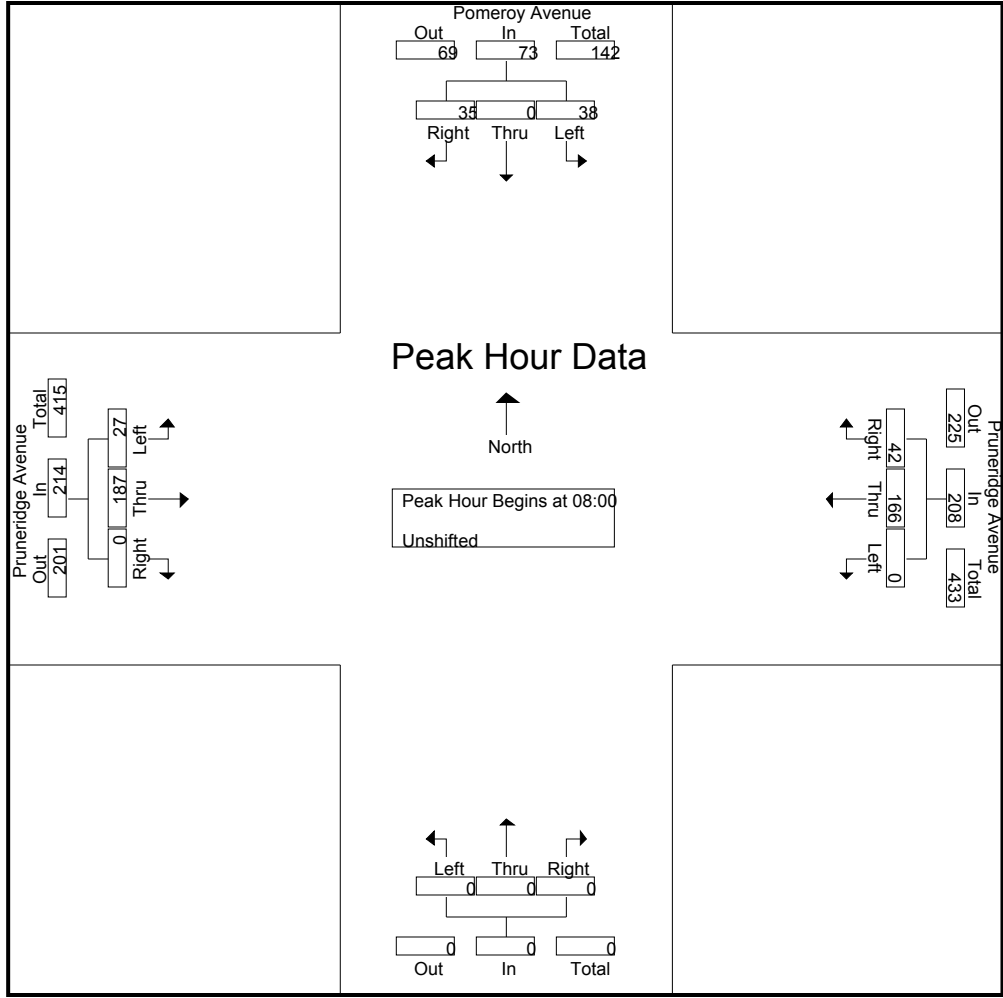 Pomeroy Avenue
Out In Total
69 73 142
35 0 38
Right Thru Left
Peak Hour Data
North
Peak Hour Begins at 08:00
Unshifted
Pruneridge Avenue
Out In Total
201 214 415
27 187 0
Left Thru Right
Pruneridge Avenue
Out In Total
225 208 433
42 166 0
Right Thru Left
Left Thru Right
0 0 0
0 0 0
Out In Total